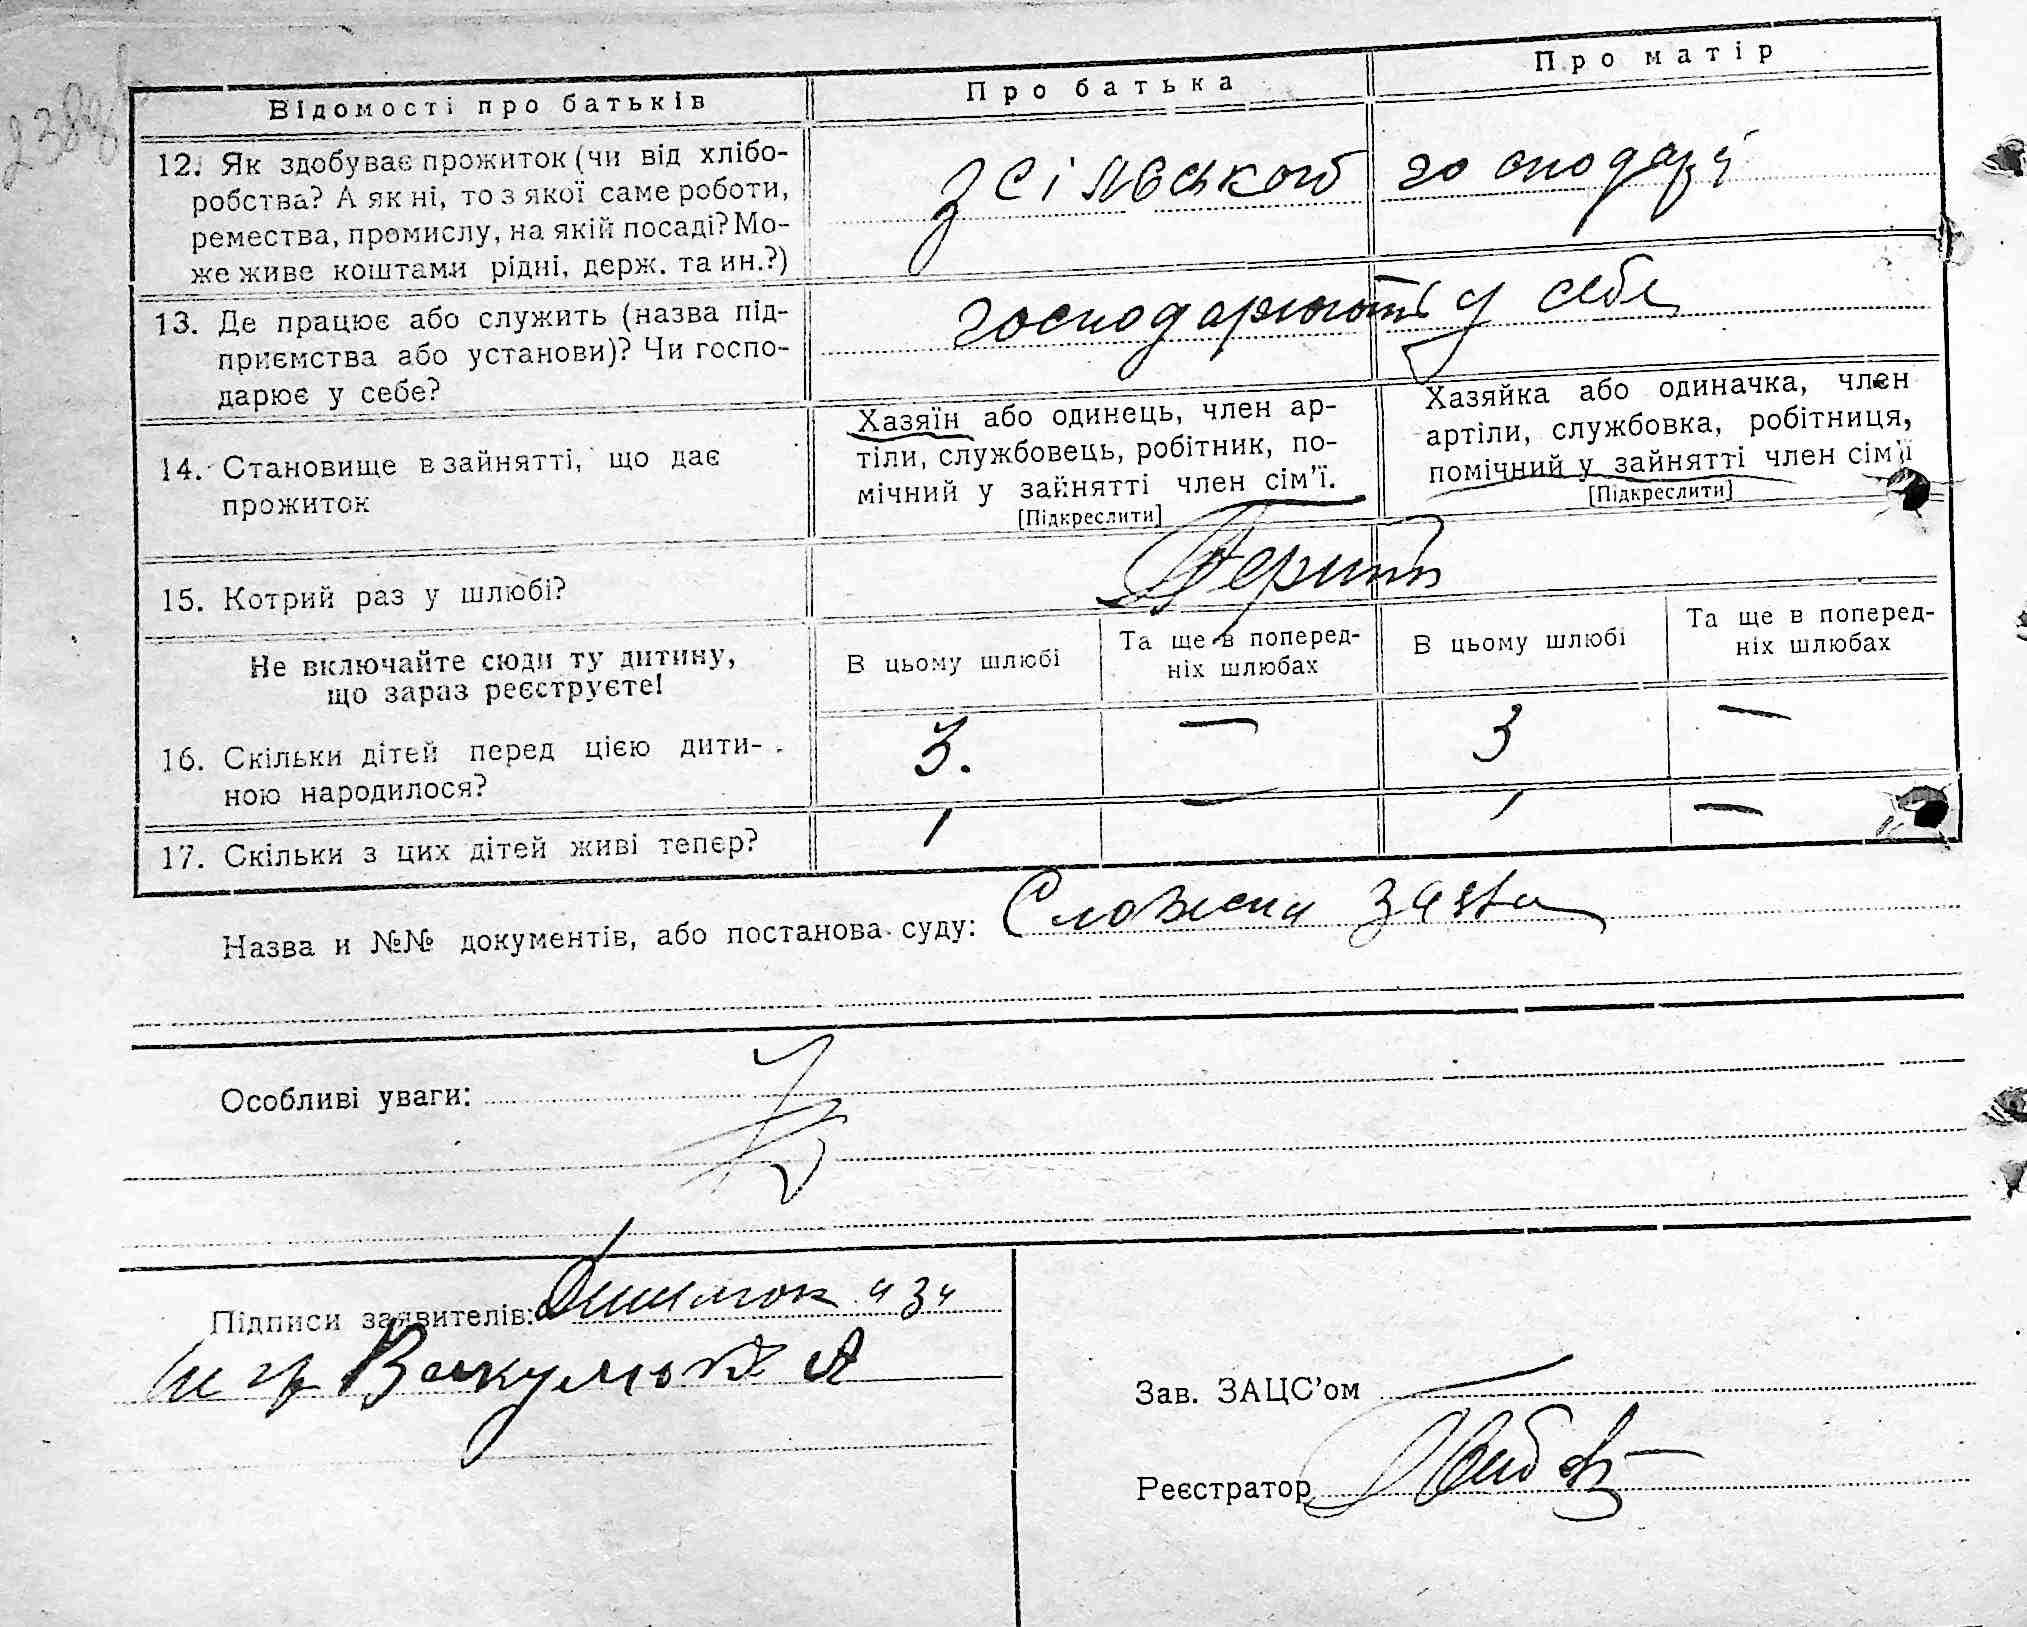 Відомості про батьків Про батька Про матір
12. Як здобуває прожиток (чи від хлібо-
робства? А як ні, то з якої саме роботи,
ремества, промислу, на якій посаді? Мо-
же живе коштами рідні, держ. та ин.?)
з сільського господар
13. Де працює або служить (назва під-
приємства або установи)? Чи госпо-
дарює у себе?
господарюють у себе
14. Становище в зайнятті, що дає
прожиток
Хазяїн або одинець, член ар-
тіли, службовець, робітник, по-
мічний у зайнятті член сім'ї.
[Підкреслити]
Хазяйка або одиначка, член
артіли, службовка, робітниця,
помічний у зайнятті член сім'ї
[Підкреслити]
15. Котрий раз у шлюбі?
Перший
Не включайте сюди ту дитину,
що зараз реєструєте!
В цьому шлюбі
Та ще в поперед-
ніх шлюбах
В цьому шлюбі
Та ще в поперед-
ніх шлюбах
16. Скільки дітей перед цією дити-
ною народилося?
3. — 3 —
17. Скільки з цих дітей живі тепер? 1 — 1 —
Назва и №№ документів, або постанова суду: Словесна заява
Особливі уваги:
Підписи заявителів:
гр
Зав. ЗАЦС'ом
Реєстратор